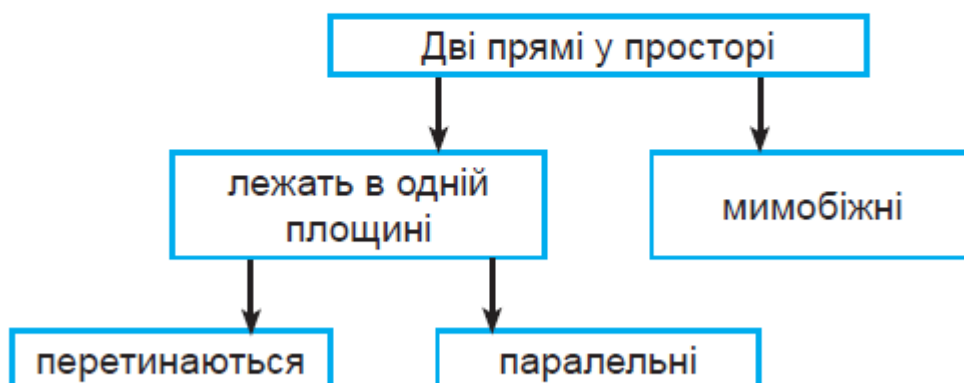 Дві прямі у просторі
лежать в одній
площині
мимобіжні
перетинаються
паралельні